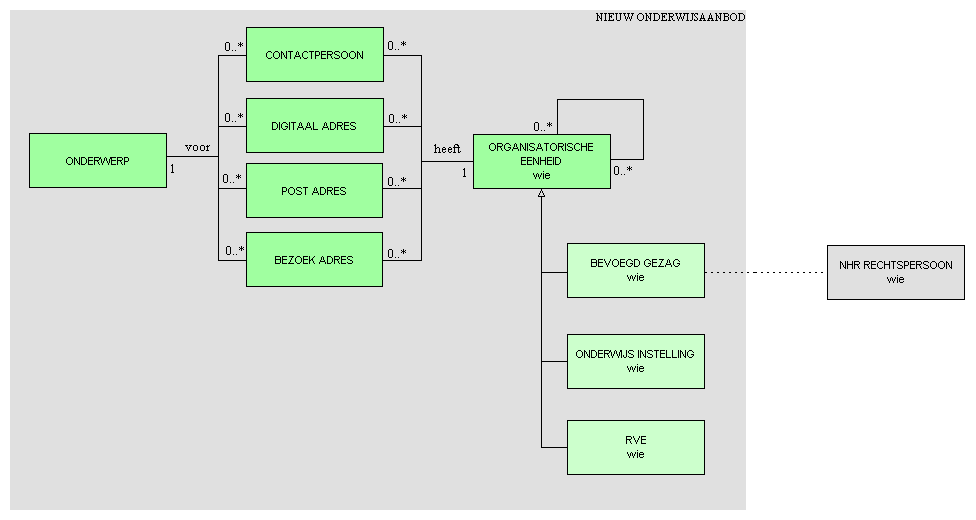 NIEUW ONDERWIJSAANBOD
0..*
CONTACTPERSOON
0..*
0..*
DIGITAAL ADRES
0..*
0..*
ONDERWERP
voor
1
heeft
1
ORGANISATORISCHE
EENHEID
wie
0..*
0..*
POST ADRES
0..*
0..*
BEZOEK ADRES
0..*
BEVOEGD GEZAG
wie
NHR RECHTSPERSOON
wie
ONDERWIJS INSTELLING
wie
RVE
wie